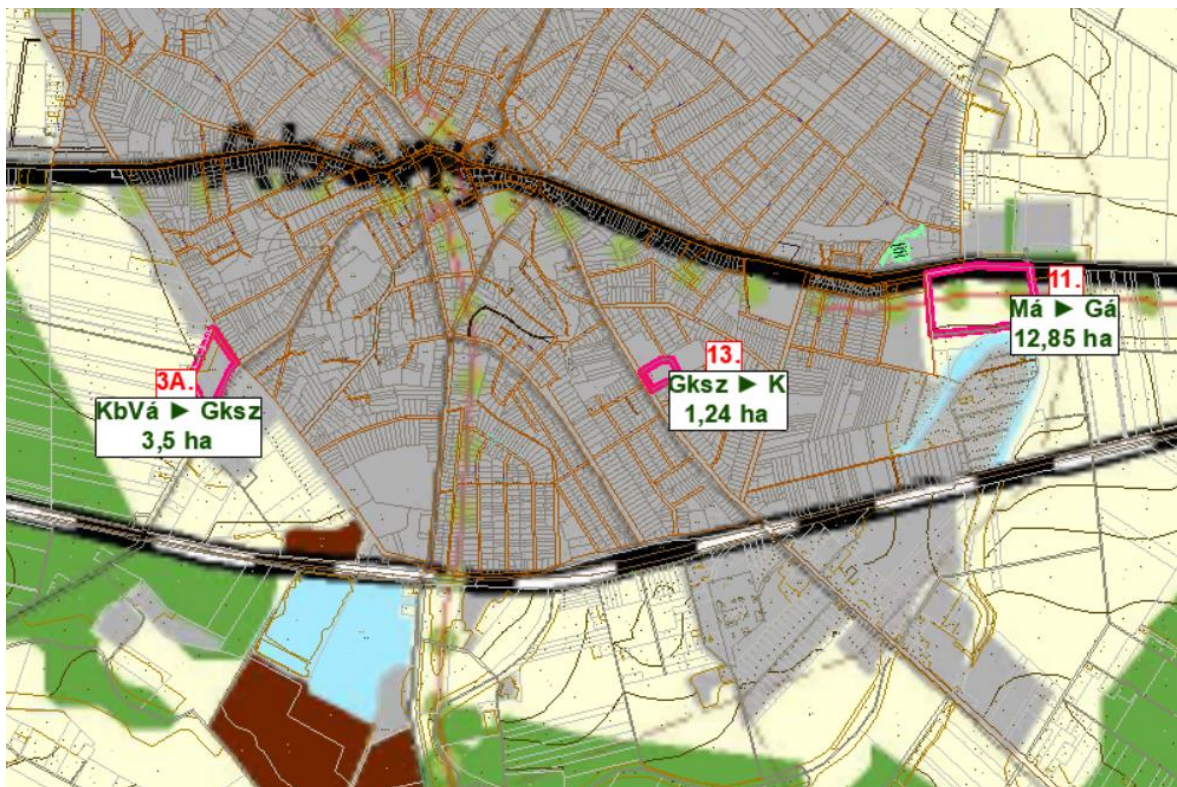 11.
Má ► Gá
12,85 ha
13.
Gksz ► K
1,24 ha
3A.
KbVá ► Gksz
3,5 ha